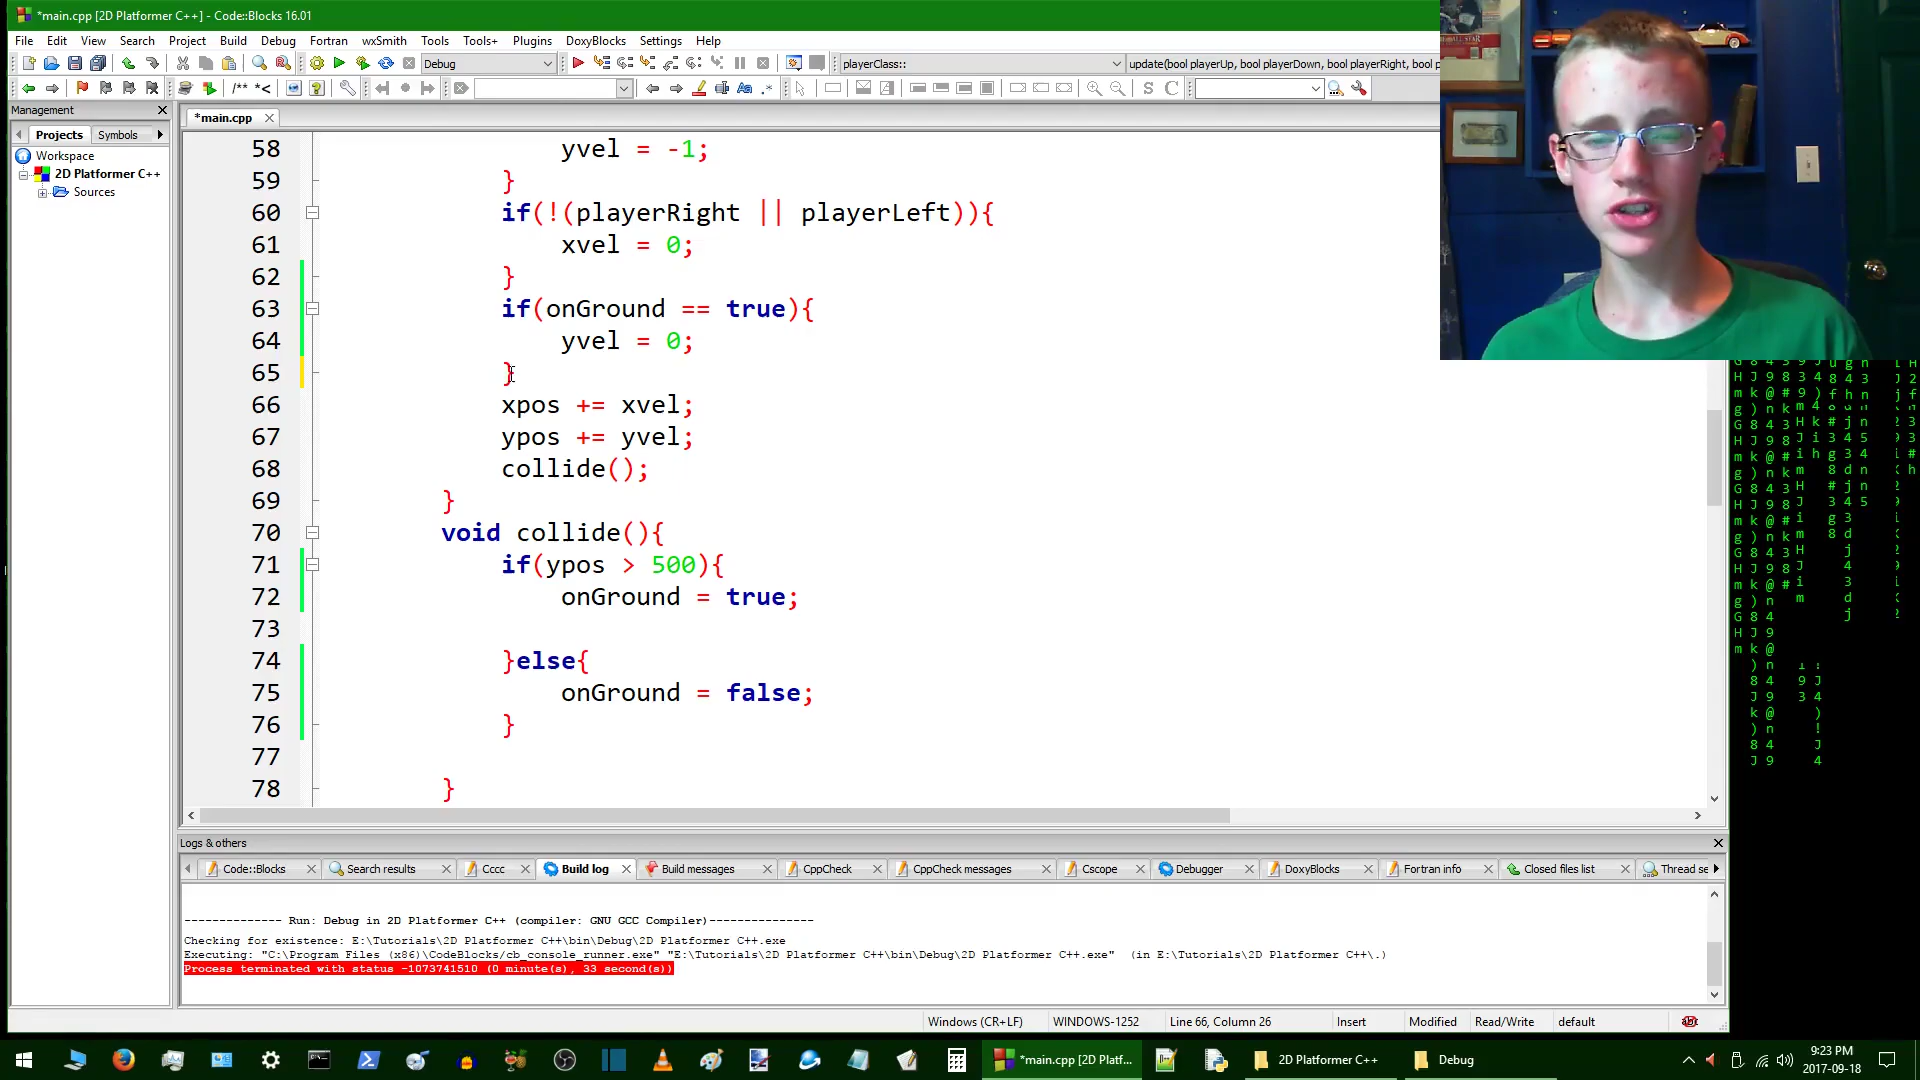 *main.cpp [2D Platformer C++] - Code::Blocks 16.01
File Edit View Search Project Build Debug Fortran wxSmith Tools Tools+ Plugins DoxyBlocks Settings Help
Debug
playerClass::
update(bool playerUp, bool playerDown, bool playerRight, bool p
/** *<
Aa .*
S C
Management
Projects Symbols
Workspace
2D Platformer C++
Sources
*main.cpp
58 yvel = -1;
59 }
60 if(!(playerRight || playerLeft)){
61 xvel = 0;
62 }
63 if(onGround == true){
64 yvel = 0;
65 }
66 xpos += xvel;
67 ypos += yvel;
68 collide();
69 }
70 void collide(){
71 if(ypos > 500){
72 onGround = true;
73
74 }else{
75 onGround = false;
76 }
77
78 }
Logs & others
Code::Blocks Search results Cccc Build log Build messages CppCheck CppCheck messages Cscope Debugger DoxyBlocks Fortran info Closed files list Thread se
-------------- Run: Debug in 2D Platformer C++ (compiler: GNU GCC Compiler)---------------
Checking for existence: E:\Tutorials\2D Platformer C++\bin\Debug\2D Platformer C++.exe
Executing: "C:\Program Files (x86)\CodeBlocks/cb_console_runner.exe" "E:\Tutorials\2D Platformer C++\bin\Debug\2D Platformer C++.exe" (in E:\Tutorials\2D Platformer C++\.)
Process terminated with status -1073741510 (0 minute(s), 33 second(s))
Windows (CR+LF) WINDOWS-1252 Line 66, Column 26 Insert Modified Read/Write default
*main.cpp [2D Platf...
2D Platformer C++
Debug
9:23 PM
2017-09-18